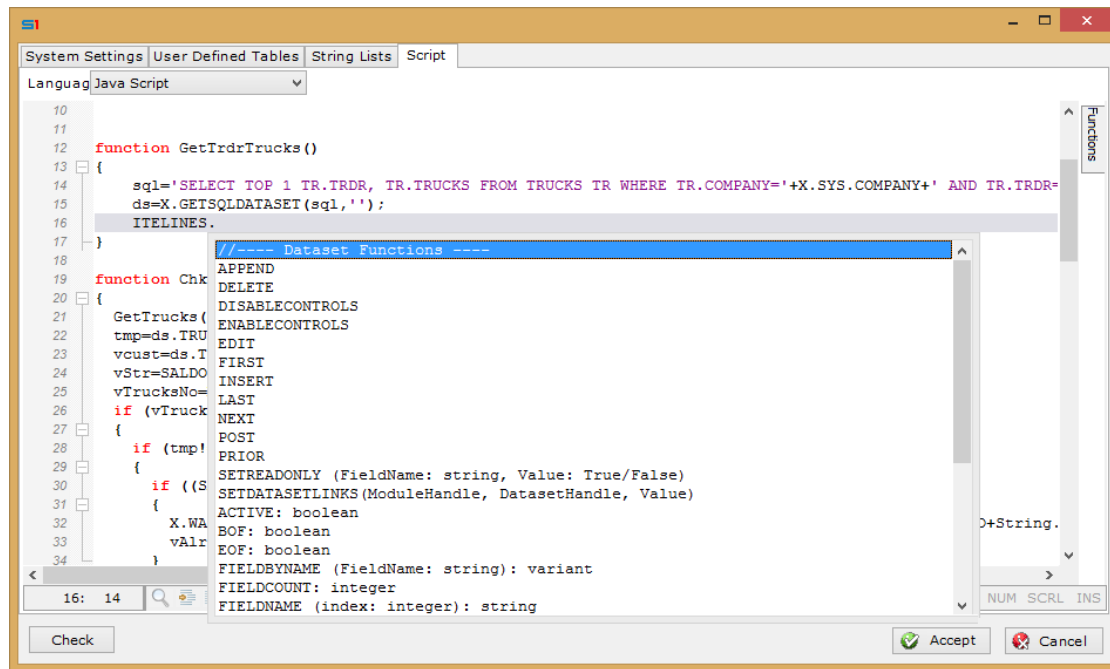 S1
System Settings User Defined Tables String Lists Script
Languag Java Script
Functions
10
11
12 function GetTrdrTrucks()
13 {
14 sql='SELECT TOP 1 TR.TRDR, TR.TRUCKS FROM TRUCKS TR WHERE TR.COMPANY='+X.SYS.COMPANY+' AND TR.TRDR=
15 ds=X.GETSQLDATASET(sql,'');
16 ITELINES.
17 }
18
19 function Chk
20 {
21 GetTrucks(
22 tmp=ds.TRU
23 vcust=ds.T
24 vStr=SALDO
25 vTrucksNo=
26 if (vTruck
27 {
28 if (tmp!
29 {
30 if ((S
31 {
32 X.WA O+String.
33 vAlr
34 }
//---- Dataset Functions ----
APPEND
DELETE
DISABLECONTROLS
ENABLECONTROLS
EDIT
FIRST
INSERT
LAST
NEXT
POST
PRIOR
SETREADONLY (FieldName: string, Value: True/False)
SETDATASETLINKS(ModuleHandle, DatasetHandle, Value)
ACTIVE: boolean
BOF: boolean
EOF: boolean
FIELDBYNAME (FieldName: string): variant
FIELDCOUNT: integer
FIELDNAME (index: integer): string
16: 14 NUM SCRL INS
Check Accept Cancel